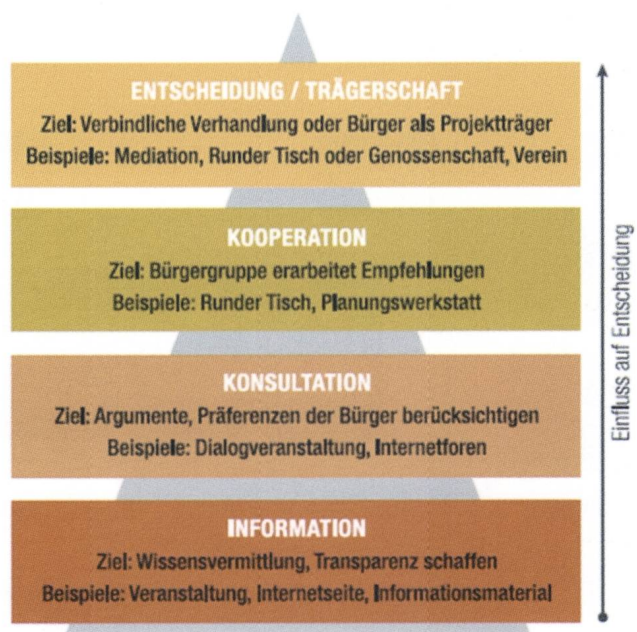 ENTSCHEIDUNG / TRÄGERSCHAFT
Ziel: Verbindliche Verhandlung oder Bürger als Projektträger
Beispiele: Mediation, Runder Tisch oder Genossenschaft, Verein
KOOPERATION
Ziel: Bürgergruppe erarbeitet Empfehlungen
Beispiele: Runder Tisch, Planungswerkstatt
KONSULTATION
Ziel: Argumente, Präferenzen der Bürger berücksichtigen
Beispiele: Dialogveranstaltung, Internetforen
INFORMATION
Ziel: Wissensvermittlung, Transparenz schaffen
Beispiele: Veranstaltung, Internetseite, Informationsmaterial
Einfluss auf Entscheidung